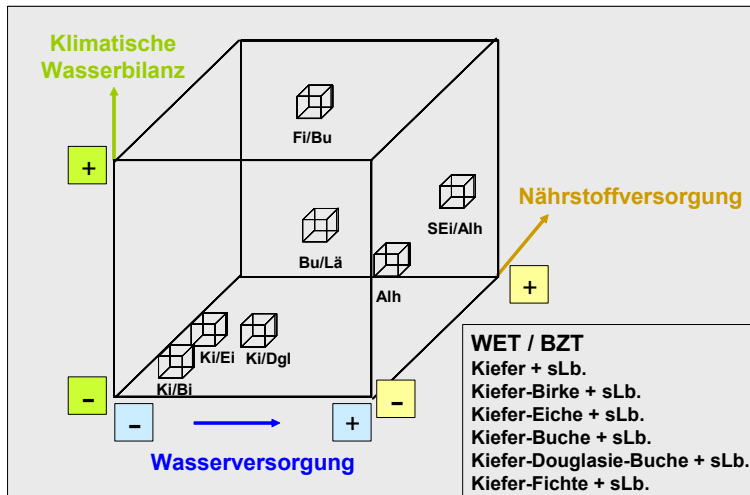 Klimatische
Wasserbilanz
+
Fi/Bu
Nährstoffversorgung
SEi/Alh
Bu/Lä
Alh
+
Ki/Ei
Ki/Dgl
Ki/Bi
-
-
-
+
Wasserversorgung
WET / BZT
Kiefer + sLb.
Kiefer-Birke + sLb.
Kiefer-Eiche + sLb.
Kiefer-Buche + sLb.
Kiefer-Douglasie-Buche + sLb.
Kiefer-Fichte + sLb.